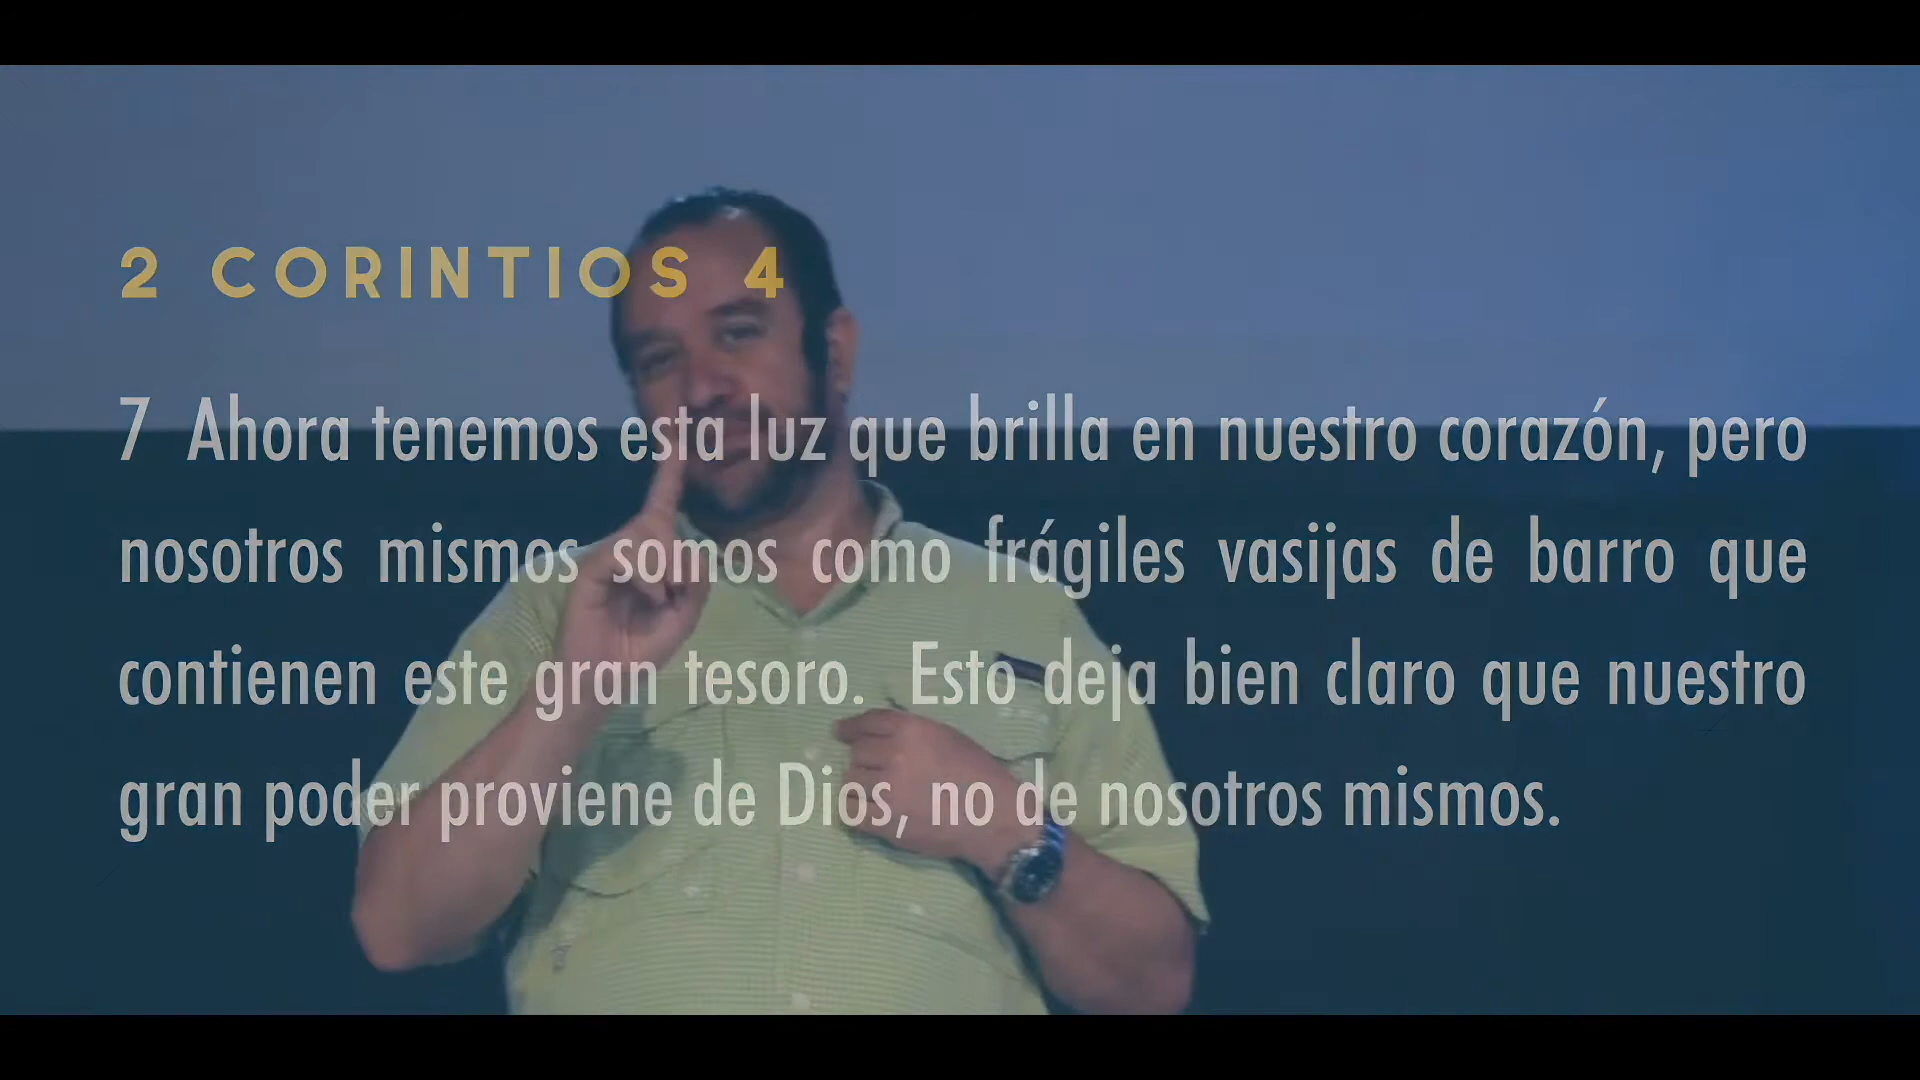 2 CORINTIOS 4
7 Ahora tenemos esta luz que brilla en nuestro corazón, pero
nosotros mismos somos como frágiles vasijas de barro que
contienen este gran tesoro. Esto deja bien claro que nuestro
gran poder proviene de Dios, no de nosotros mismos.